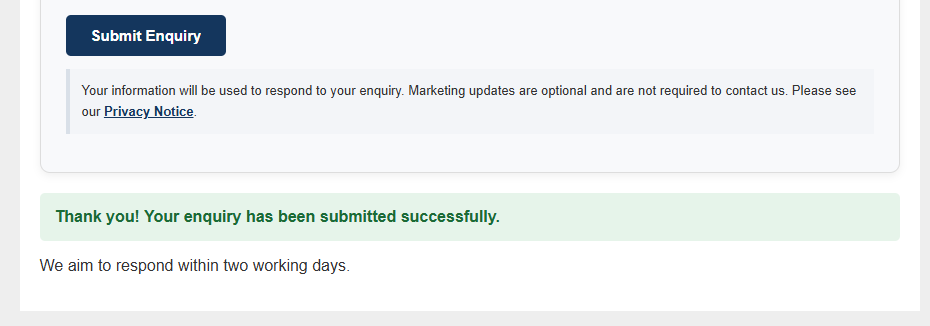 Submit Enquiry
Your information will be used to respond to your enquiry. Marketing updates are optional and are not required to contact us. Please see
our Privacy Notice.
Thank you! Your enquiry has been submitted successfully.
We aim to respond within two working days.